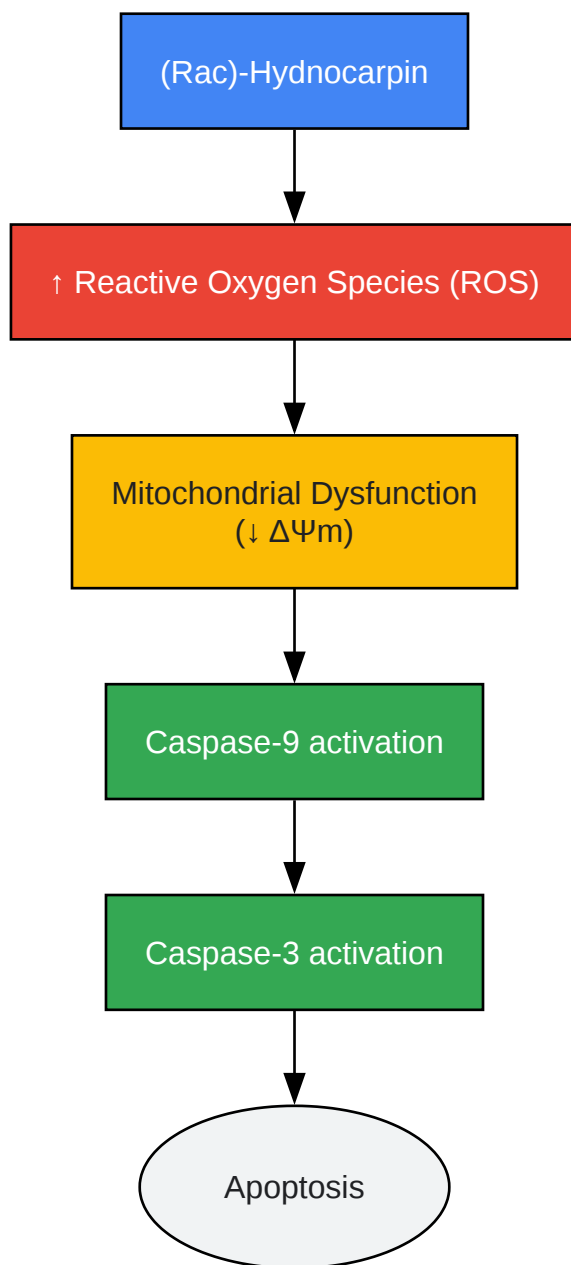 (Rac)-Hydnocarpin
↑ Reactive Oxygen Species (ROS)
Mitochondrial Dysfunction
(↓ ΔΨm)
Caspase-9 activation
Caspase-3 activation
Apoptosis